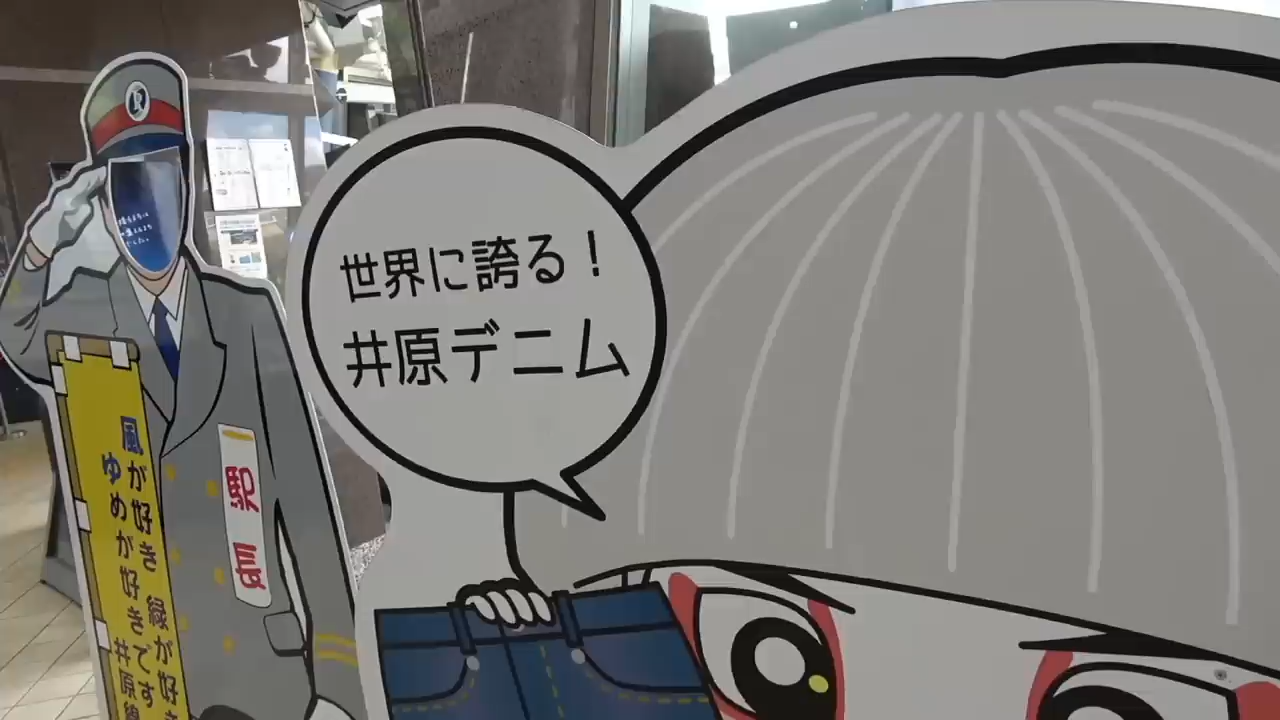 世界に誇る！
井原デニム
駅長
風が好き 緑が好き
ゆめが好きです 井原線